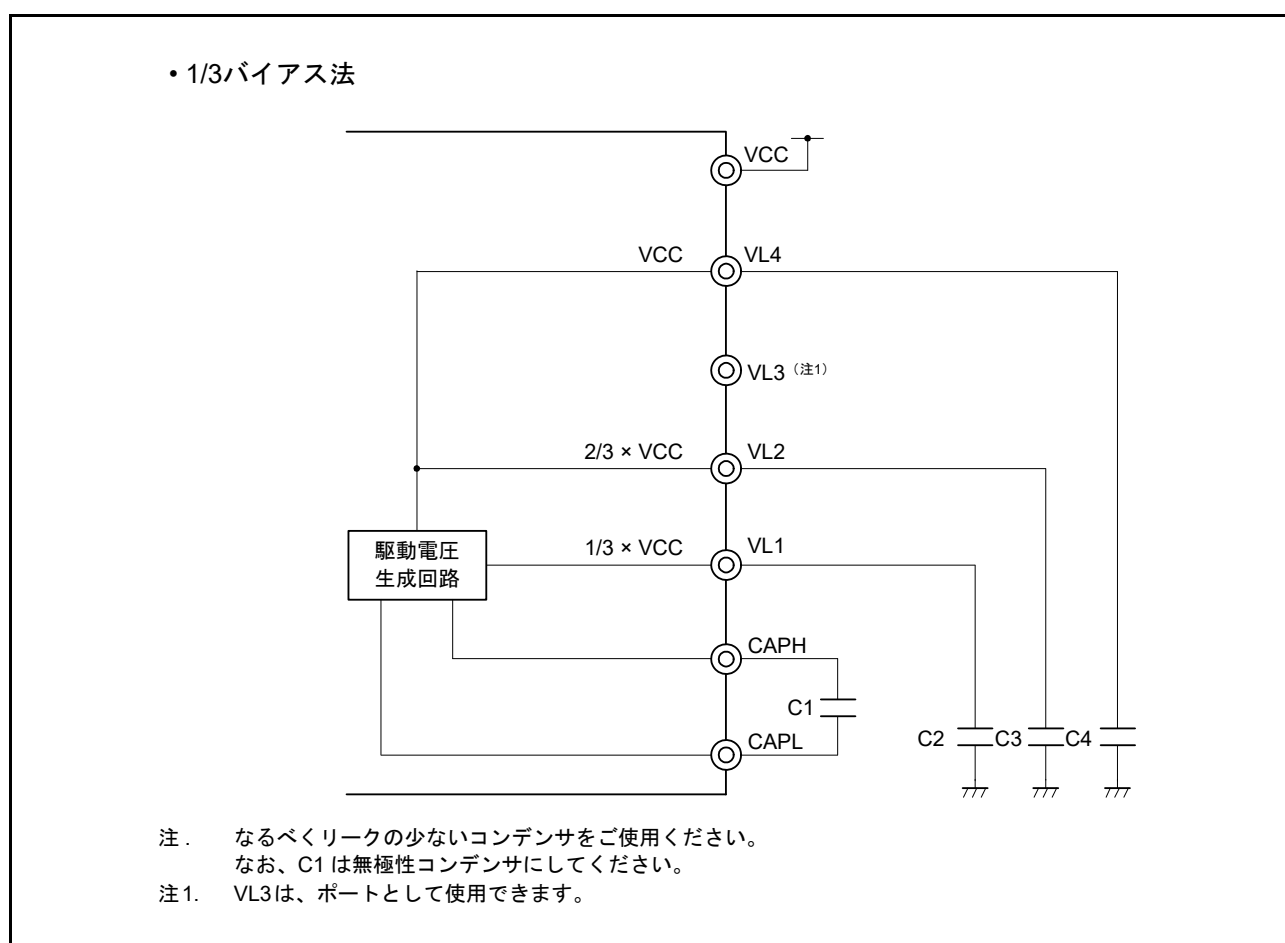 • 1/3バイアス法
VCC
VCC
VL4
VL3（注1）
2/3 × VCC
VL2
1/3 × VCC
VL1
駆動電圧
生成回路
CAPH
C1
CAPL
C2
C3
C4
注 . なるべくリークの少ないコンデンサをご使用ください。
なお、C1 は無極性コンデンサにしてください。
注1. VL3は、ポートとして使用できます。